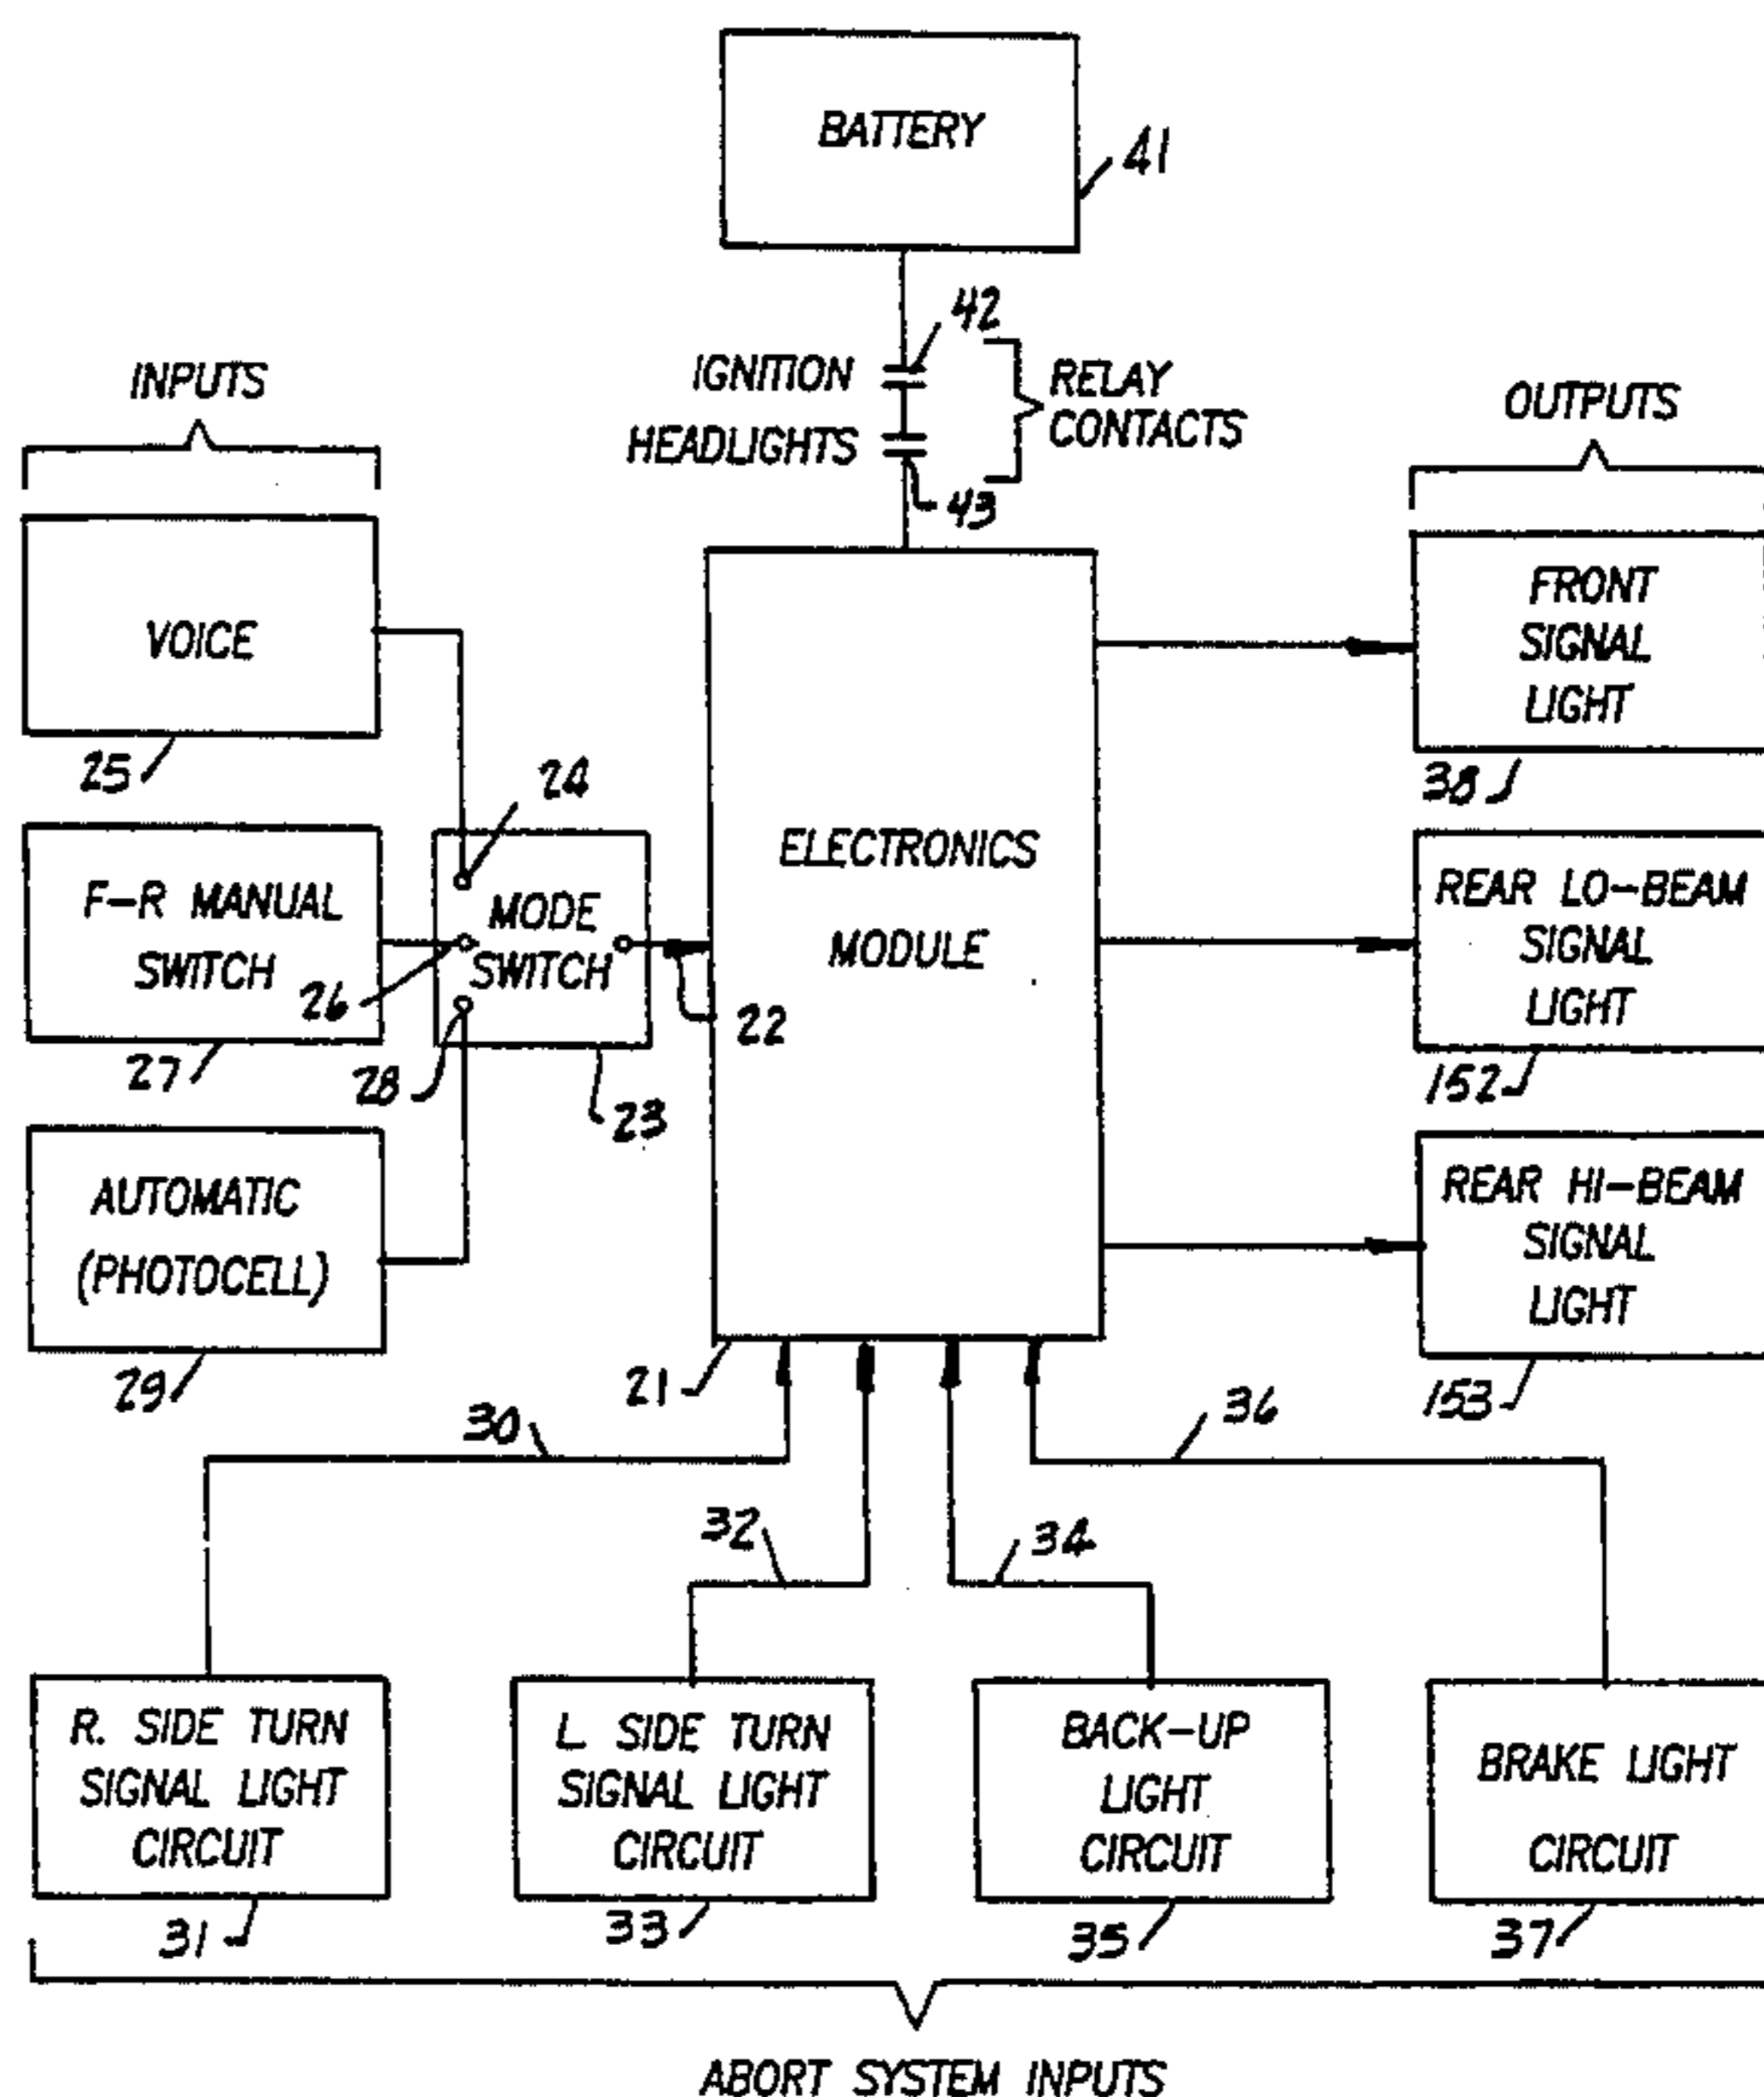 BATTERY
41
42
IGNITION
HEADLIGHTS
RELAY
CONTACTS
43
INPUTS
OUTPUTS
VOICE
25
24
F-R MANUAL
SWITCH
26
27
MODE
SWITCH
28
23
22
AUTOMATIC
(PHOTOCELL)
29
ELECTRONICS
MODULE
21
FRONT
SIGNAL
LIGHT
38
REAR LO-BEAM
SIGNAL
LIGHT
152
REAR HI-BEAM
SIGNAL
LIGHT
153
30
36
32
34
R. SIDE TURN
SIGNAL LIGHT
CIRCUIT
31
L SIDE TURN
SIGNAL LIGHT
CIRCUIT
33
BACK-UP
LIGHT
CIRCUIT
35
BRAKE LIGHT
CIRCUIT
37
ABORT SYSTEM INPUTS